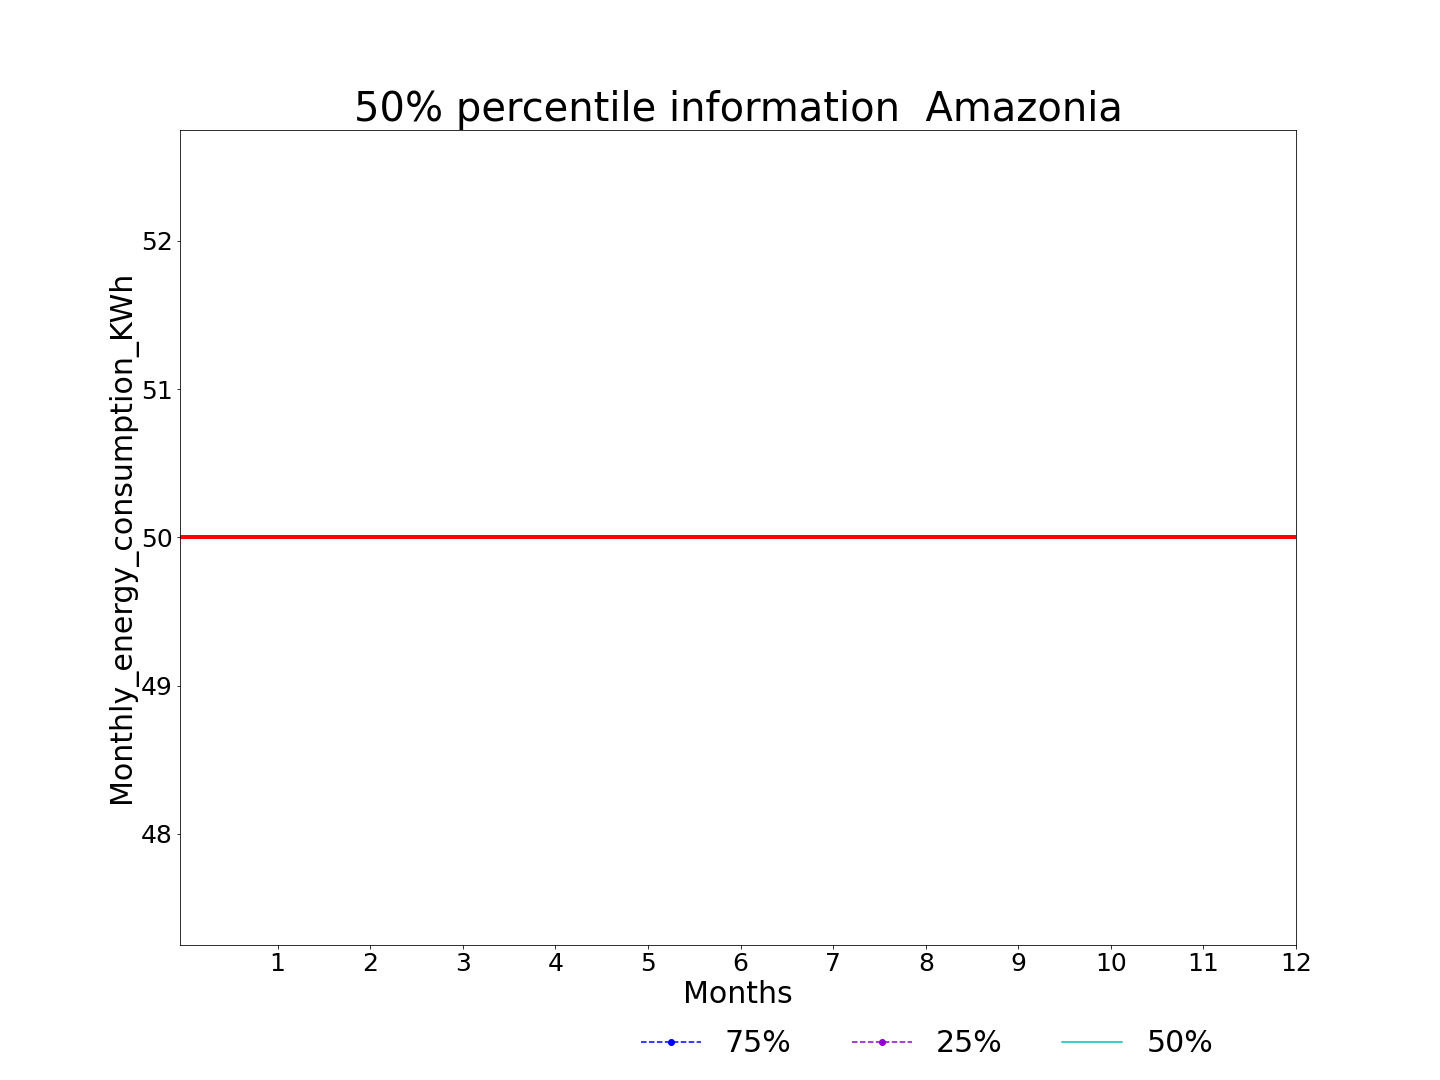 50% percentile information  Amazonia
Monthly_energy_consumption_KWh
52
51
50
49
48
1 2 3 4 5 6 7 8 9 10 11 12
Months
75% 25% 50%